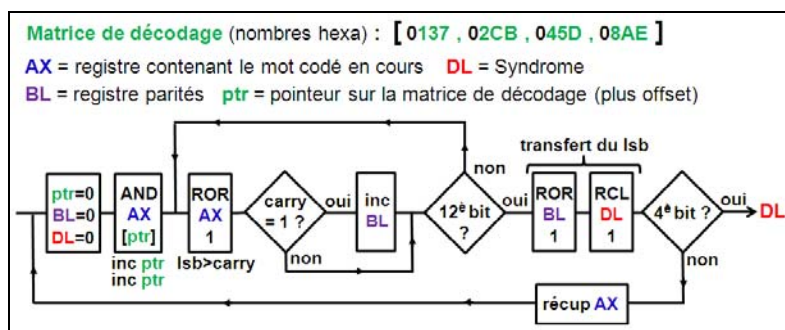 Matrice de décodage (nombres hexa) : [ 0137 , 02CB , 045D , 08AE ]
AX = registre contenant le mot codé en cours DL = Syndrome
BL = registre parités ptr = pointeur sur la matrice de décodage (plus offset)
transfert du lsb
non
ptr=0
BL=0
DL=0
AND
AX
[ptr]
inc ptr
inc ptr
ROR
AX
1
lsb>carry
carry
= 1 ?
oui
non
inc
BL
12è bit
?
oui
ROR
BL
1
RCL
DL
1
4è bit ?
oui
DL
non
récup AX